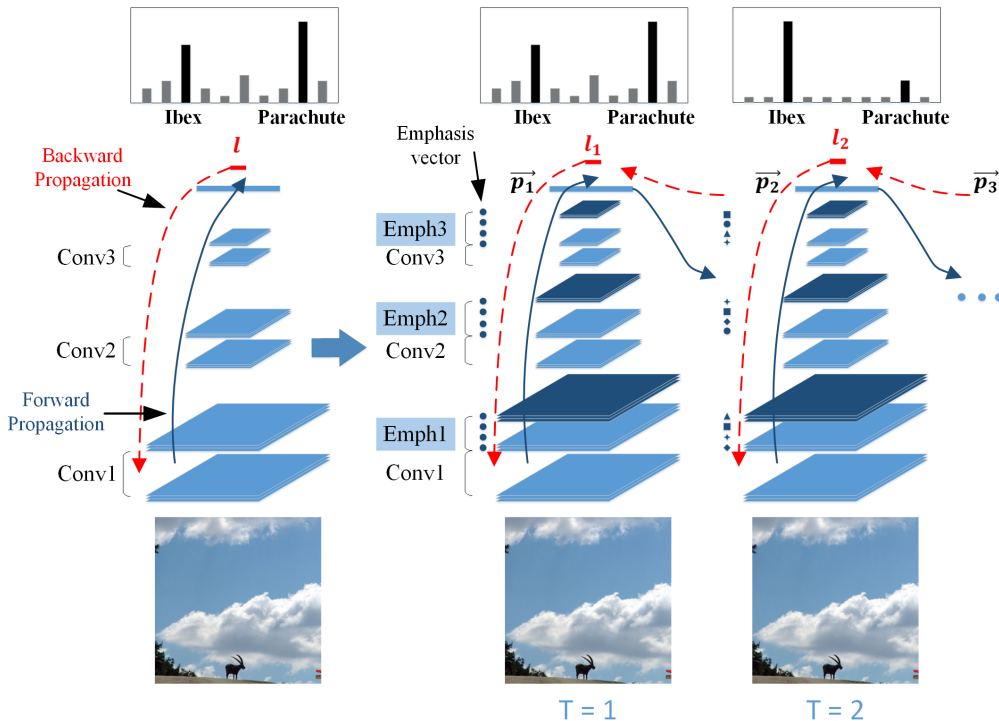 Ibex Parachute
Ibex Parachute
Ibex Parachute
Backward
Propagation
l
Emphasis
vector
l₁
l₂
p₁
p₂
p₃
Conv3
Emph3
Conv3
Conv2
Emph2
Conv2
Forward
Propagation
Conv1
Emph1
Conv1
T = 1
T = 2